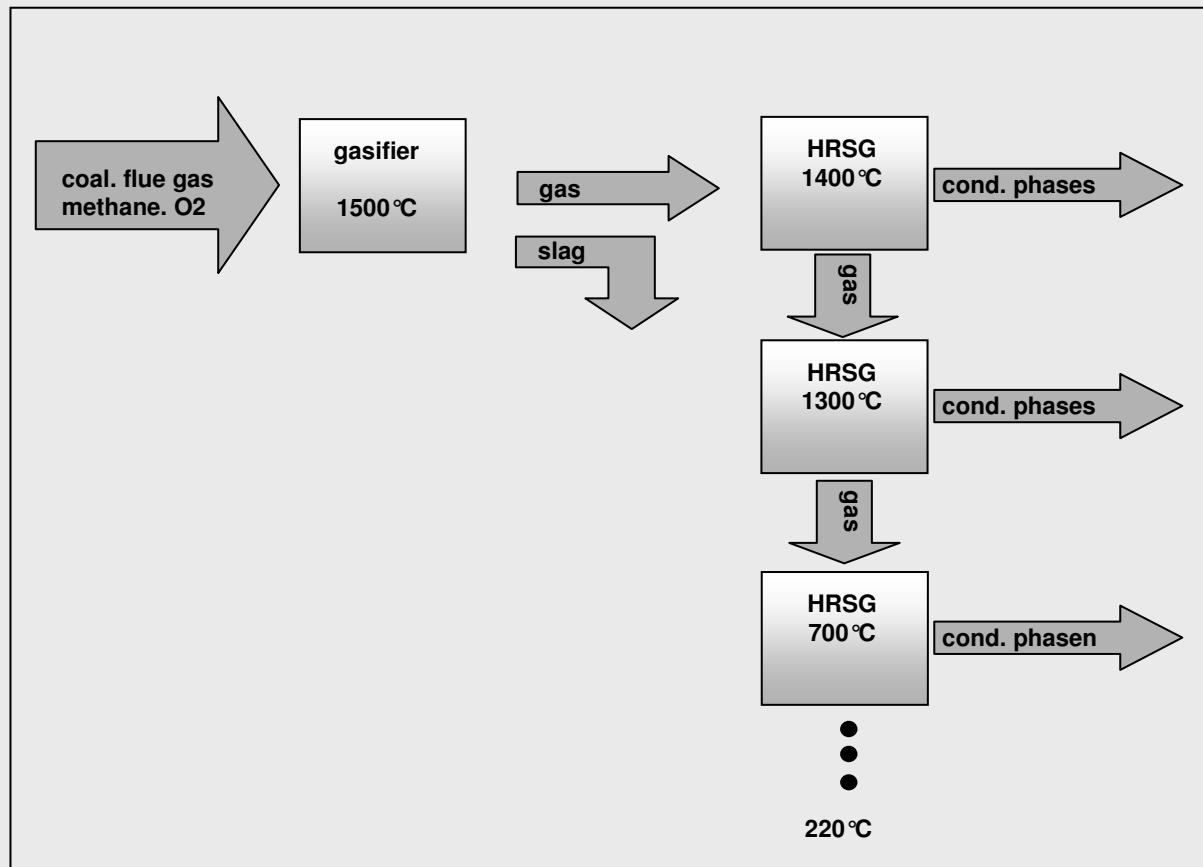 coal. flue gas
methane. O2
gasifier
1500°C
gas
slag
HRSG
1400°C
cond. phases
gas
HRSG
1300°C
cond. phases
gas
HRSG
700°C
cond. phasen
220°C